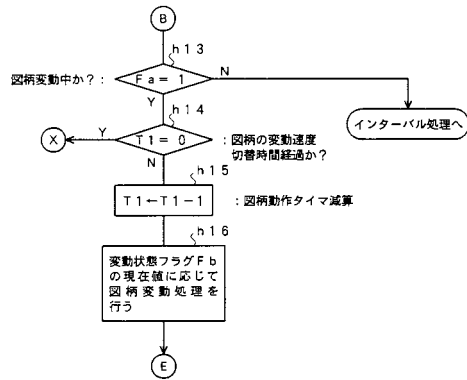 B
h13
図柄変動中か?:
Fa=1
N
Y
h14
インターバル処理へ
X
Y
T1=0
:図柄の変動速度
切替時間経過か?
N
h15
T1←T1−1
:図柄動作タイマ減算
h16
変動状態フラグFb
の現在値に応じて
図柄変動処理を
行う
E